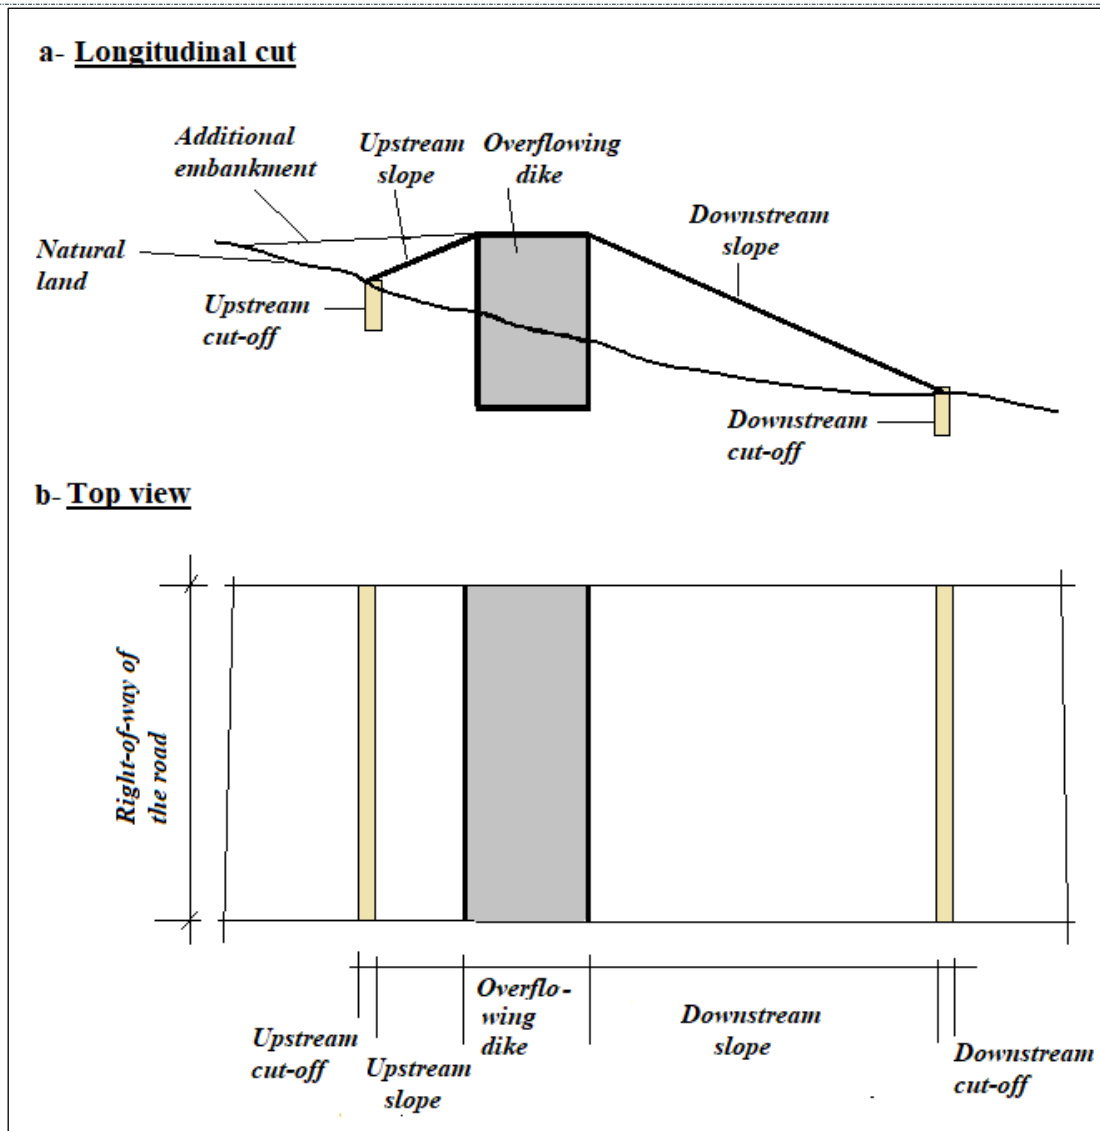 a- Longitudinal cut
Additional
embankment
Upstream
slope
Overflowing
dike
Downstream
slope
Natural
land
Upstream
cut-off
Downstream
cut-off
b- Top view
Right-of-way of
the road
Overflo-
wing
dike
Upstream
cut-off
Upstream
slope
Downstream
slope
Downstream
cut-off